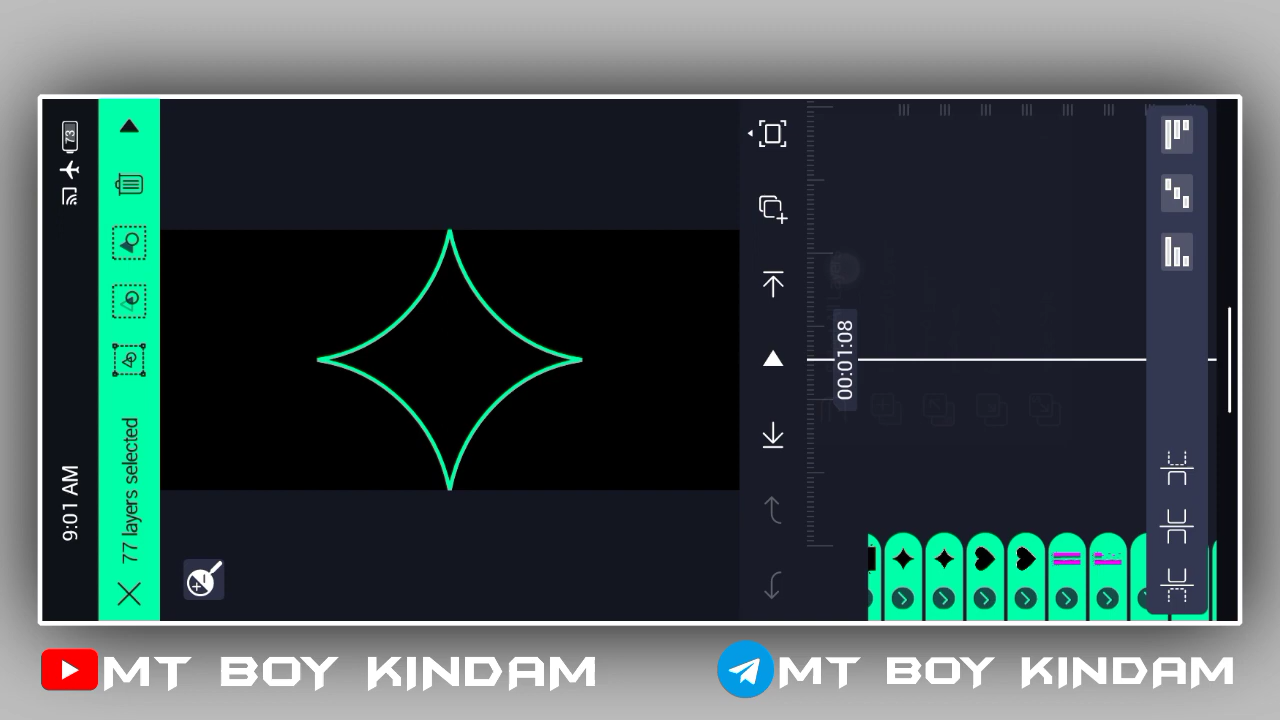 9:01 AM
73
77 layers selected
00:01:08
MT BOY KINDAM
MT BOY KINDAM